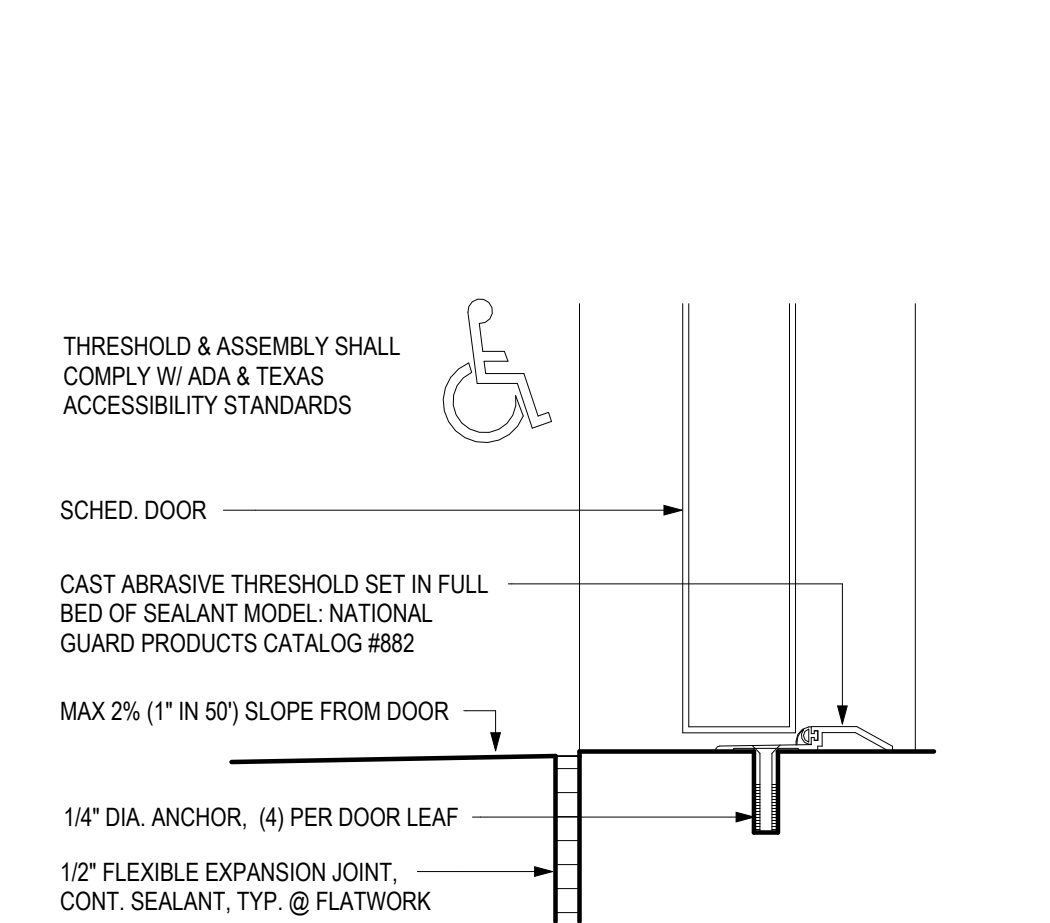 THRESHOLD & ASSEMBLY SHALL
COMPLY W/ ADA & TEXAS
ACCESSIBILITY STANDARDS
SCHED. DOOR
CAST ABRASIVE THRESHOLD SET IN FULL
BED OF SEALANT MODEL: NATIONAL
GUARD PRODUCTS CATALOG #882
MAX 2% (1" IN 50') SLOPE FROM DOOR
1/4" DIA. ANCHOR, (4) PER DOOR LEAF
1/2" FLEXIBLE EXPANSION JOINT,
CONT. SEALANT, TYP. @ FLATWORK